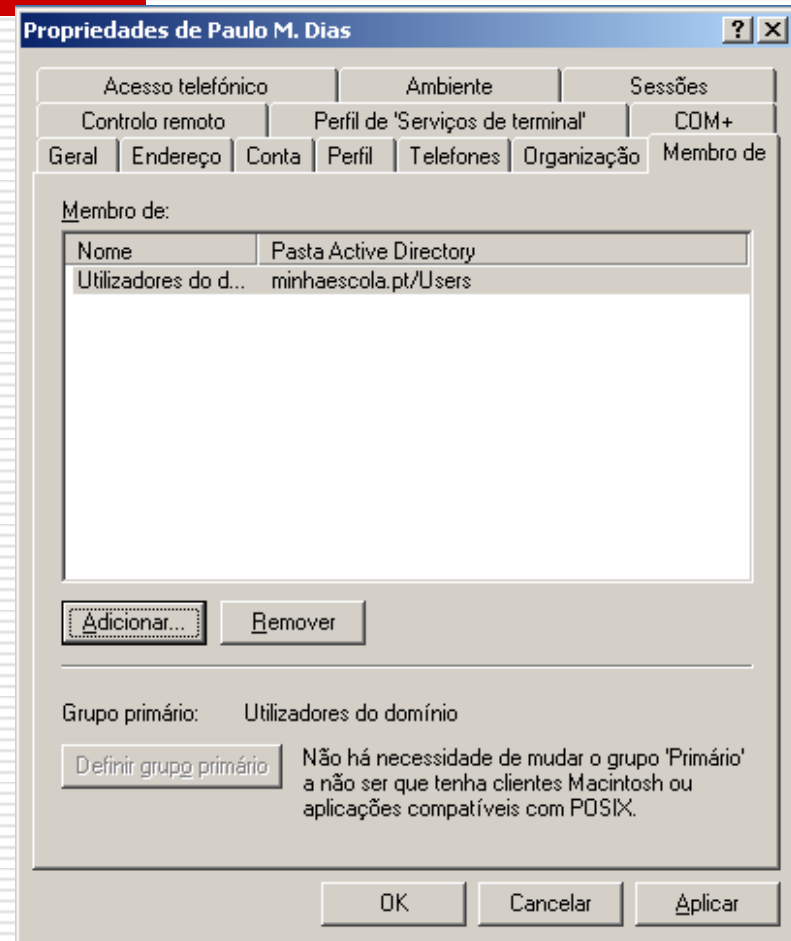 Propriedades de Paulo M. Dias
Acesso telefónico Ambiente Sessões
Controlo remoto Perfil de 'Serviços de terminal' COM+
Geral Endereço Conta Perfil Telefones Organização Membro de
Membro de:
Nome Pasta Active Directory
Utilizadores do d... minhaescola.pt/Users
Adicionar... Remover
Grupo primário: Utilizadores do domínio
Definir grupo primário
Não há necessidade de mudar o grupo 'Primário'
a não ser que tenha clientes Macintosh ou
aplicações compatíveis com POSIX.
OK Cancelar Aplicar